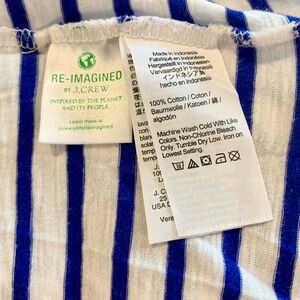 RE-IMAGINED
BY J.CREW
INSPIRED BY THE PLANET
AND ITS PEOPLE.
Learn more at
jcrew.com/reimagined
Made in Indonesia
Fabriqué en Indonésie
Hergestellt in Indonesien
Vervaardigd in Indonesië
インドネシア製
hecho en indonesia
100% Cotton / Coton /
Baumwolle / Katoen / 綿 /
algodón
Machine Wash Cold With Like
Colors. Non-Chlorine Bleach
Only. Tumble Dry Low. Iron on
Lowest Setting.
J. C
25
Vere